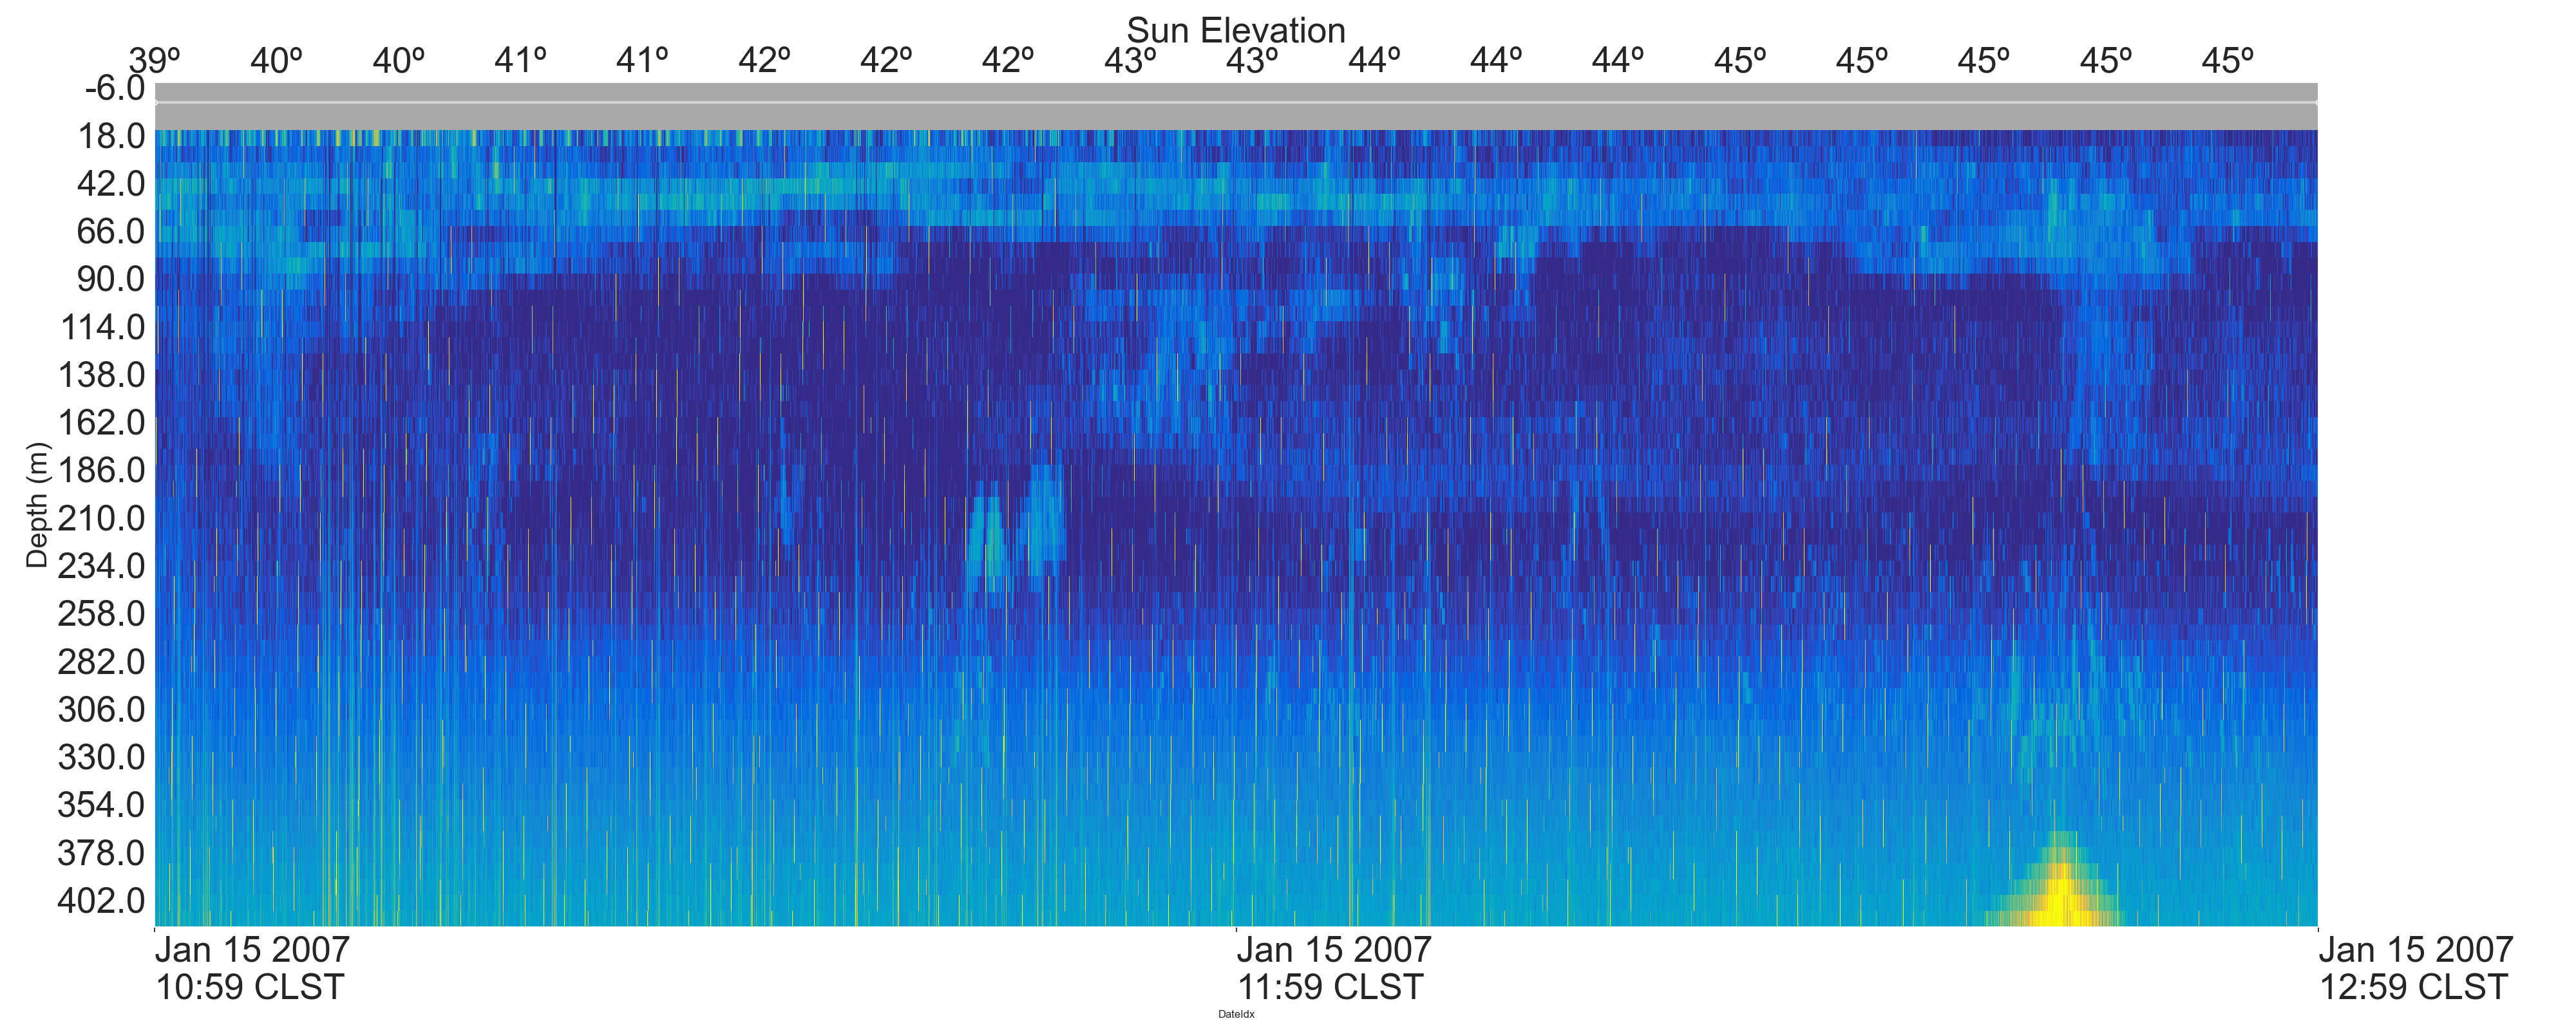 Sun Elevation
39º 40º 40º 41º 41º 42º 42º 42º 43º 43º 44º 44º 44º 45º 45º 45º 45º 45º
-6.0
18.0
42.0
66.0
90.0
114.0
138.0
162.0
186.0
210.0
234.0
258.0
282.0
306.0
330.0
354.0
378.0
402.0
Depth (m)
Jan 15 2007
10:59 CLST
Jan 15 2007
11:59 CLST
Jan 15 2007
12:59 CLST
DateIdx